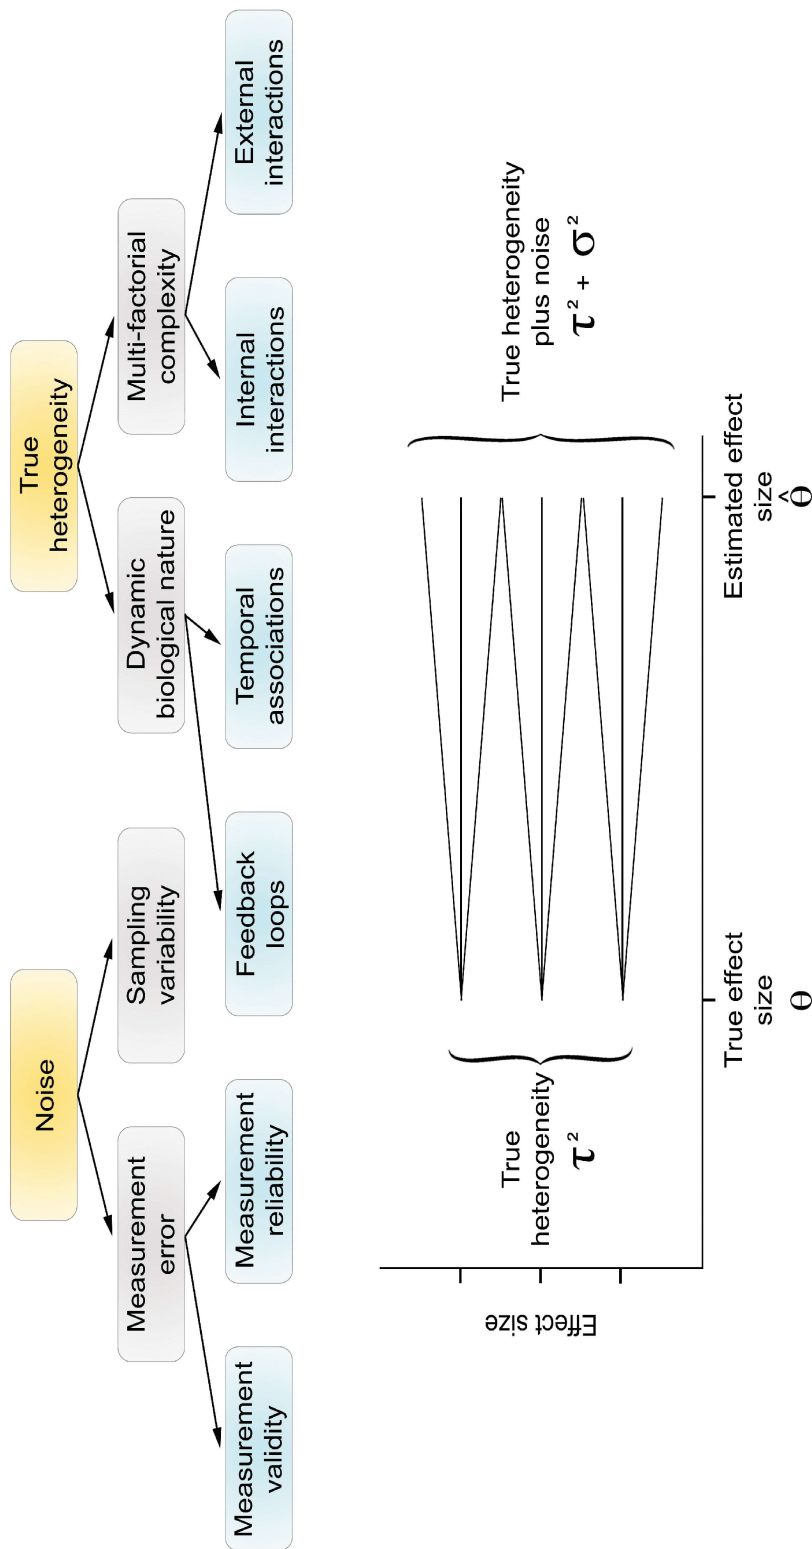 Noise
True
heterogeneity
Measurement
error
Sampling
variability
Dynamic
biological nature
Multi-factorial
complexity
Measurement
validity
Measurement
reliability
Feedback
loops
Temporal
associations
Internal
interactions
External
interactions
Effect size
True
heterogeneity
τ²
True heterogeneity
plus noise
τ² + σ²
True effect
size
θ
Estimated effect
size
θ̂